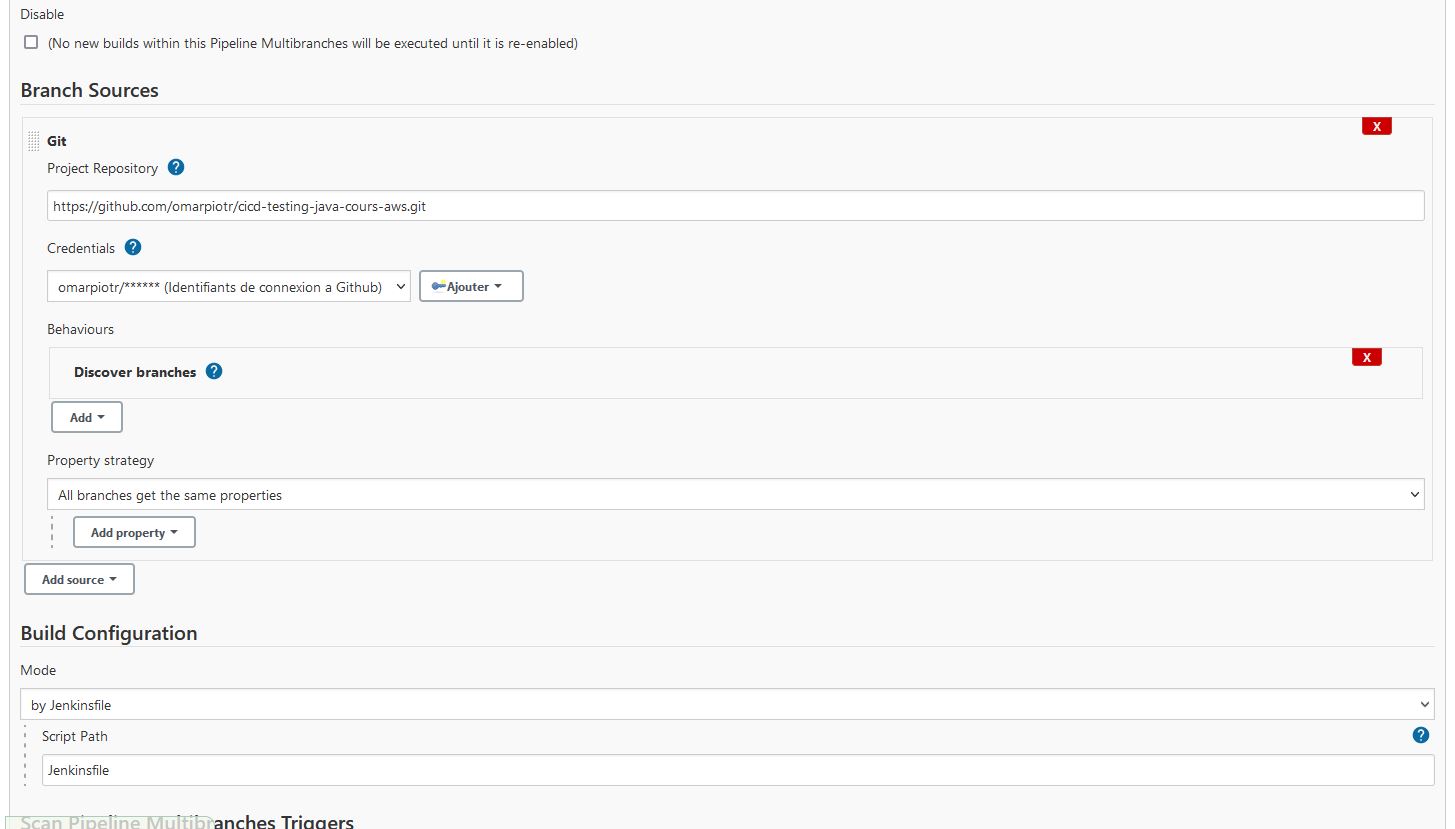 Disable
(No new builds within this Pipeline Multibranches will be executed until it is re-enabled)
Branch Sources
X
Git
Project Repository ?
https://github.com/omarpiotr/cicd-testing-java-cours-aws.git
Credentials ?
omarpiotr/****** (Identifiants de connexion a Github) Ajouter
Behaviours
X
Discover branches ?
Add
Property strategy
All branches get the same properties
Add property
Add source
Build Configuration
Mode
by Jenkinsfile
Script Path ?
Jenkinsfile
Scan Pipeline Multibranches Triggers